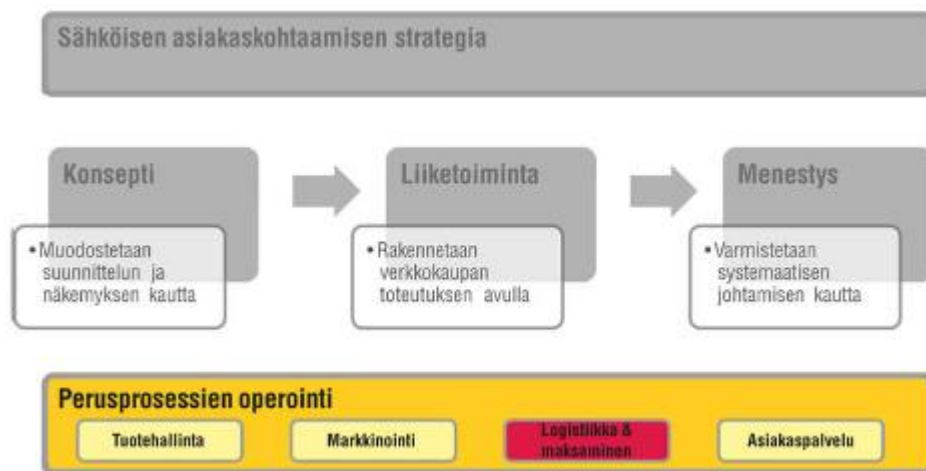 Sähköisen asiakaskohtaamisen strategia
Konsepti
• Muodostetaan
suunnittelun ja
näkemyksen kautta
Liiketoiminta
• Rakennetaan
verkkokaupan
toteutuksen avulla
Menestys
• Varmistetaan
systemaatisen
johtamisen kautta
Perusprosessien operointi
Tuotehallinta
Markkinointi
Logistiikka &
maksaminen
Asiakaspalvelu